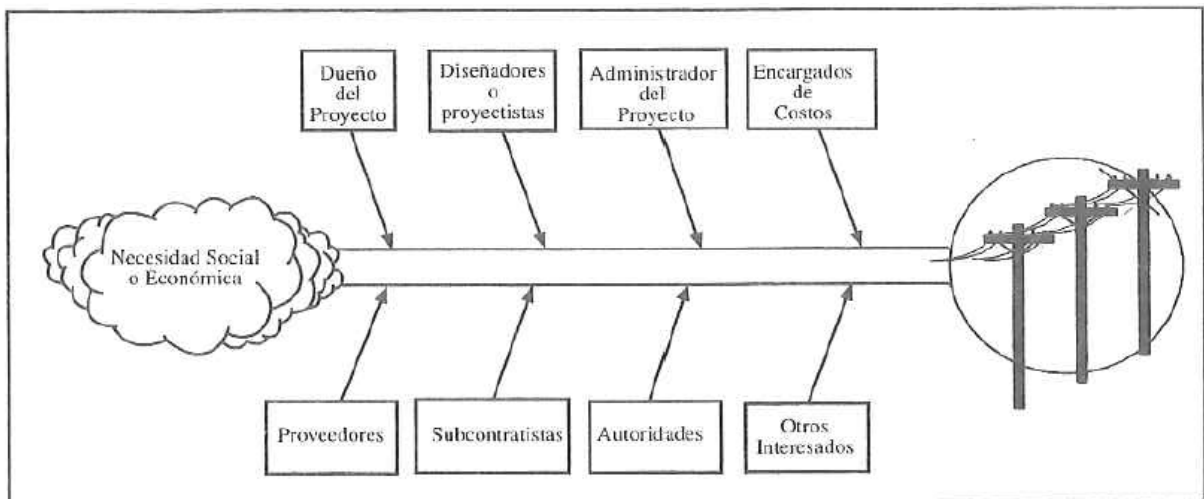 Dueño
del
Proyecto
Diseñadores
o
proyectistas
Administrador
del
Proyecto
Encargados
de
Costos
Necesidad Social
o Económica
Proveedores
Subcontratistas
Autoridades
Otros
Interesados